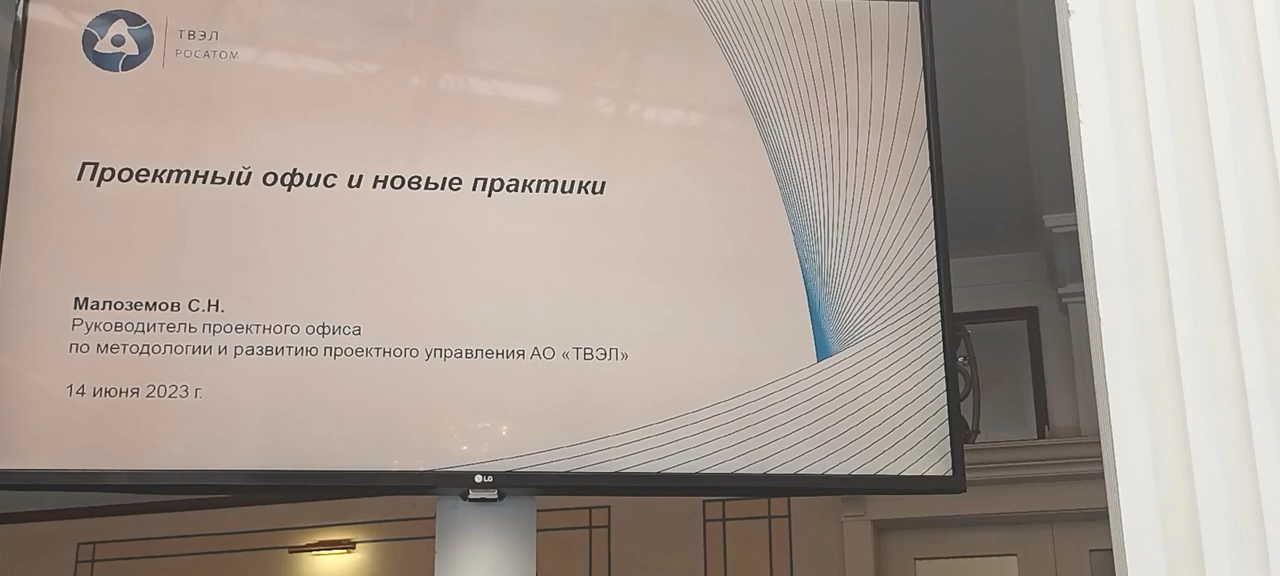 ТВЭЛ
РОСАТОМ
Проектный офис и новые практики
Малоземов С.Н.
Руководитель проектного офиса
по методологии и развитию проектного управления АО «ТВЭЛ»
14 июня 2023 г.
LG